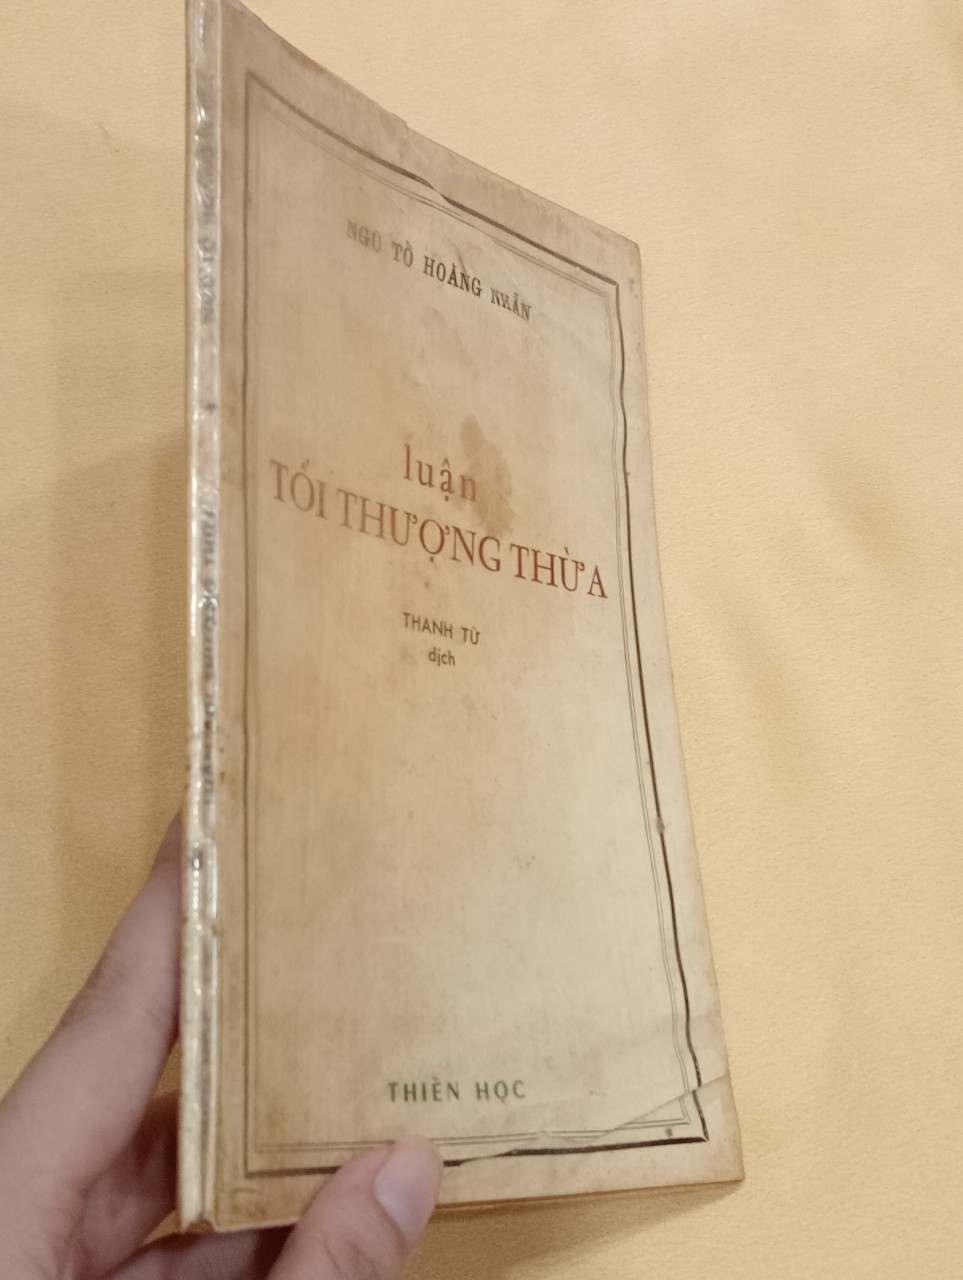 NGŨ TỔ HOẰNG NHẪN
luận
TỐI THƯỢNG THỪA
THANH TỪ
dịch
THIỀN HỌC